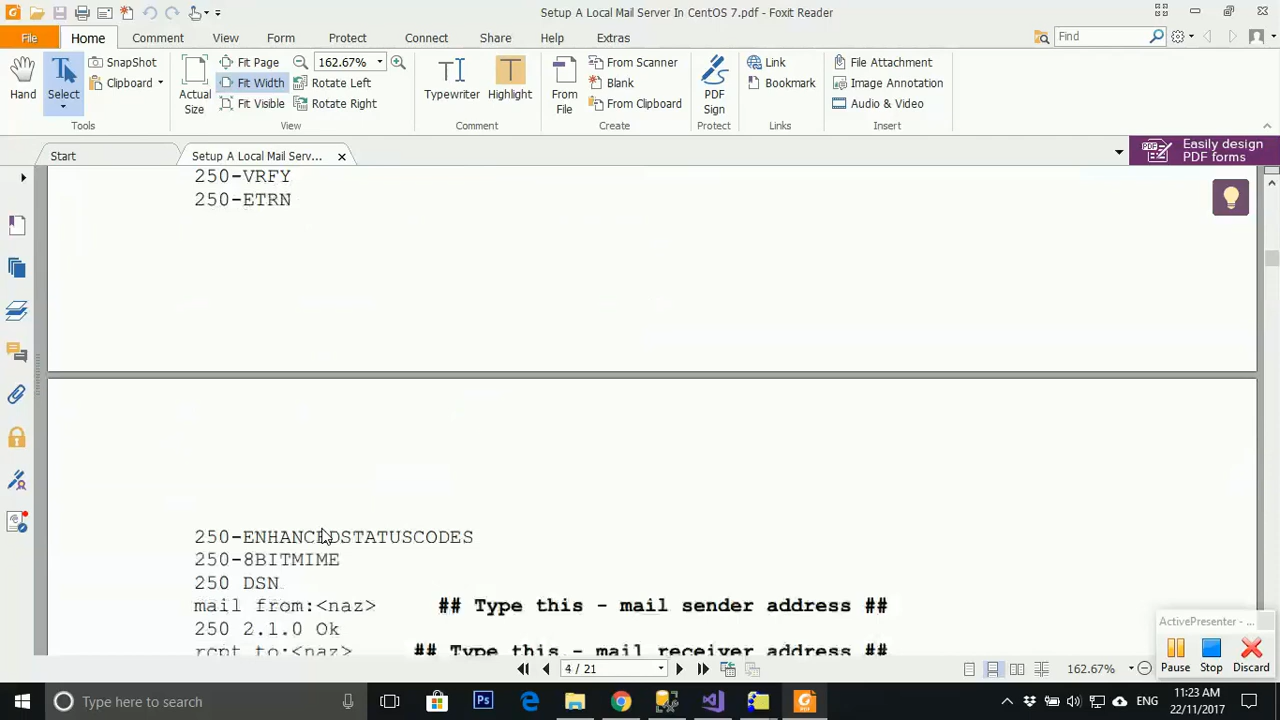 Setup A Local Mail Server In CentOS 7.pdf - Foxit Reader
File Home Comment View Form Protect Connect Share Help Extras Find
Hand
Select
SnapShot
Clipboard
Tools
Actual
Size
Fit Page
Fit Width
Fit Visible
162.67%
Rotate Left
Rotate Right
View
Typewriter
Highlight
Comment
From
File
From Scanner
Blank
From Clipboard
Create
PDF
Sign
Protect
Link
Bookmark
Links
File Attachment
Image Annotation
Audio & Video
Insert
Start
Setup A Local Mail Serv...
Easily design
PDF forms
250-VRFY
250-ETRN
250-ENHANCEDSTATUSCODES
250-8BITMIME
250 DSN
mail from:<naz> ## Type this - mail sender address ##
250 2.1.0 Ok
rcpt to:<naz> ## Type this - mail receiver address ##
ActivePresenter - ...
Pause Stop Discard
4 / 21
162.67%
Type here to search
ENG
11:23 AM
22/11/2017